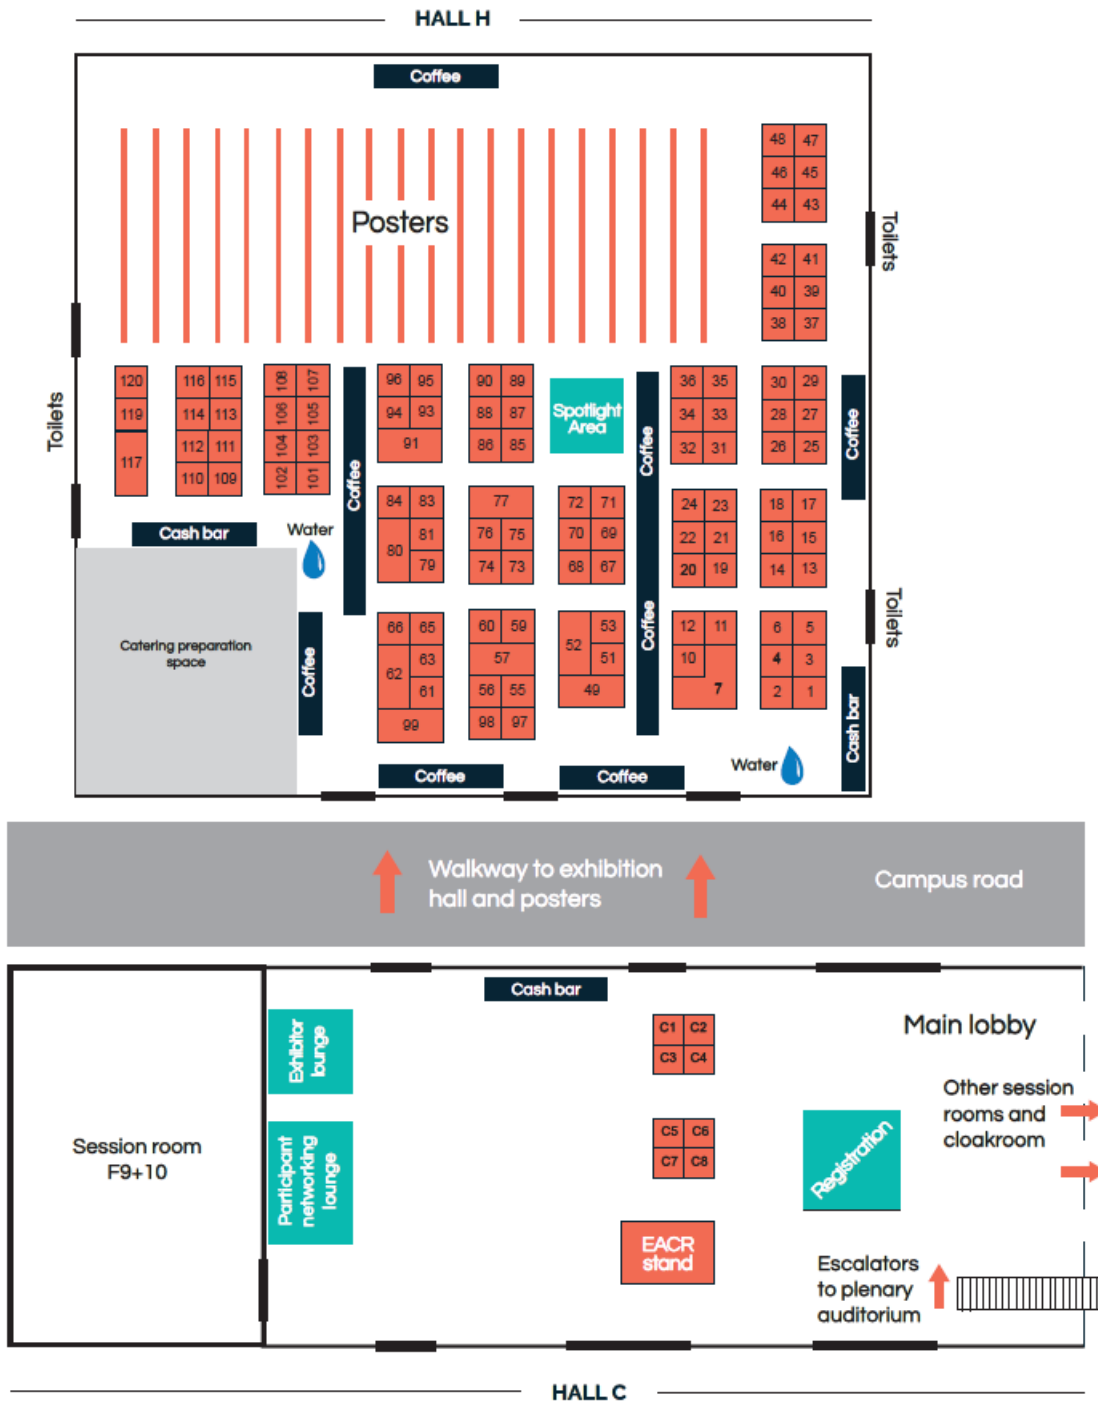 HALL H
Coffee
48 47
46 45
44 43
Posters
Toilets
42 41
40 39
38 37
120
119
117
116 115
114 113
112 111
110 109
108 107
106 105
104 103
102 101
Coffee
96 95
94 93
91
90 89
88 87
86 85
Spotlight
Area
Coffee
36 35
34 33
32 31
30 29
28 27
26 25
Coffee
Toilets
Cash bar
Water
84 83
80 81
79
77
76 75
74 73
72 71
70 69
68 67
24 23
22 21
20 19
18 17
16 15
14 13
Toilets
Catering preparation
space
Coffee
66 65
62 63
61
99
60 59
57
56 55
98 97
52 53
51
49
Coffee
12 11
10
7
6 5
4 3
2 1
Cash bar
Water
Coffee
Coffee
Walkway to exhibition
hall and posters
Campus road
Cash bar
Exhibitor
lounge
C1 C2
C3 C4
Main lobby
Other session
rooms and
cloakroom
Session room
F9+10
Participant
networking
lounge
C5 C6
C7 C8
Registration
EACR
stand
Escalators
to plenary
auditorium
HALL C